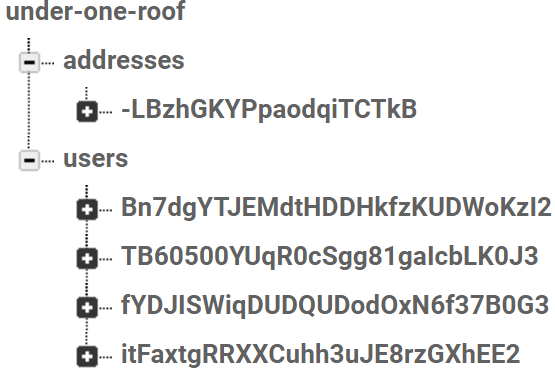 under-one-roof
addresses
-LBzhGKYPpaodqiTCTkB
users
Bn7dgYTJEMdtHDDHkfzKUDWoKzI2
TB60500YUqR0cSgg81gaIcbLK0J3
fYDJISWiqDUDQUDodOxN6f37B0G3
itFaxtgRRXXCuhh3uJE8rzGXhEE2